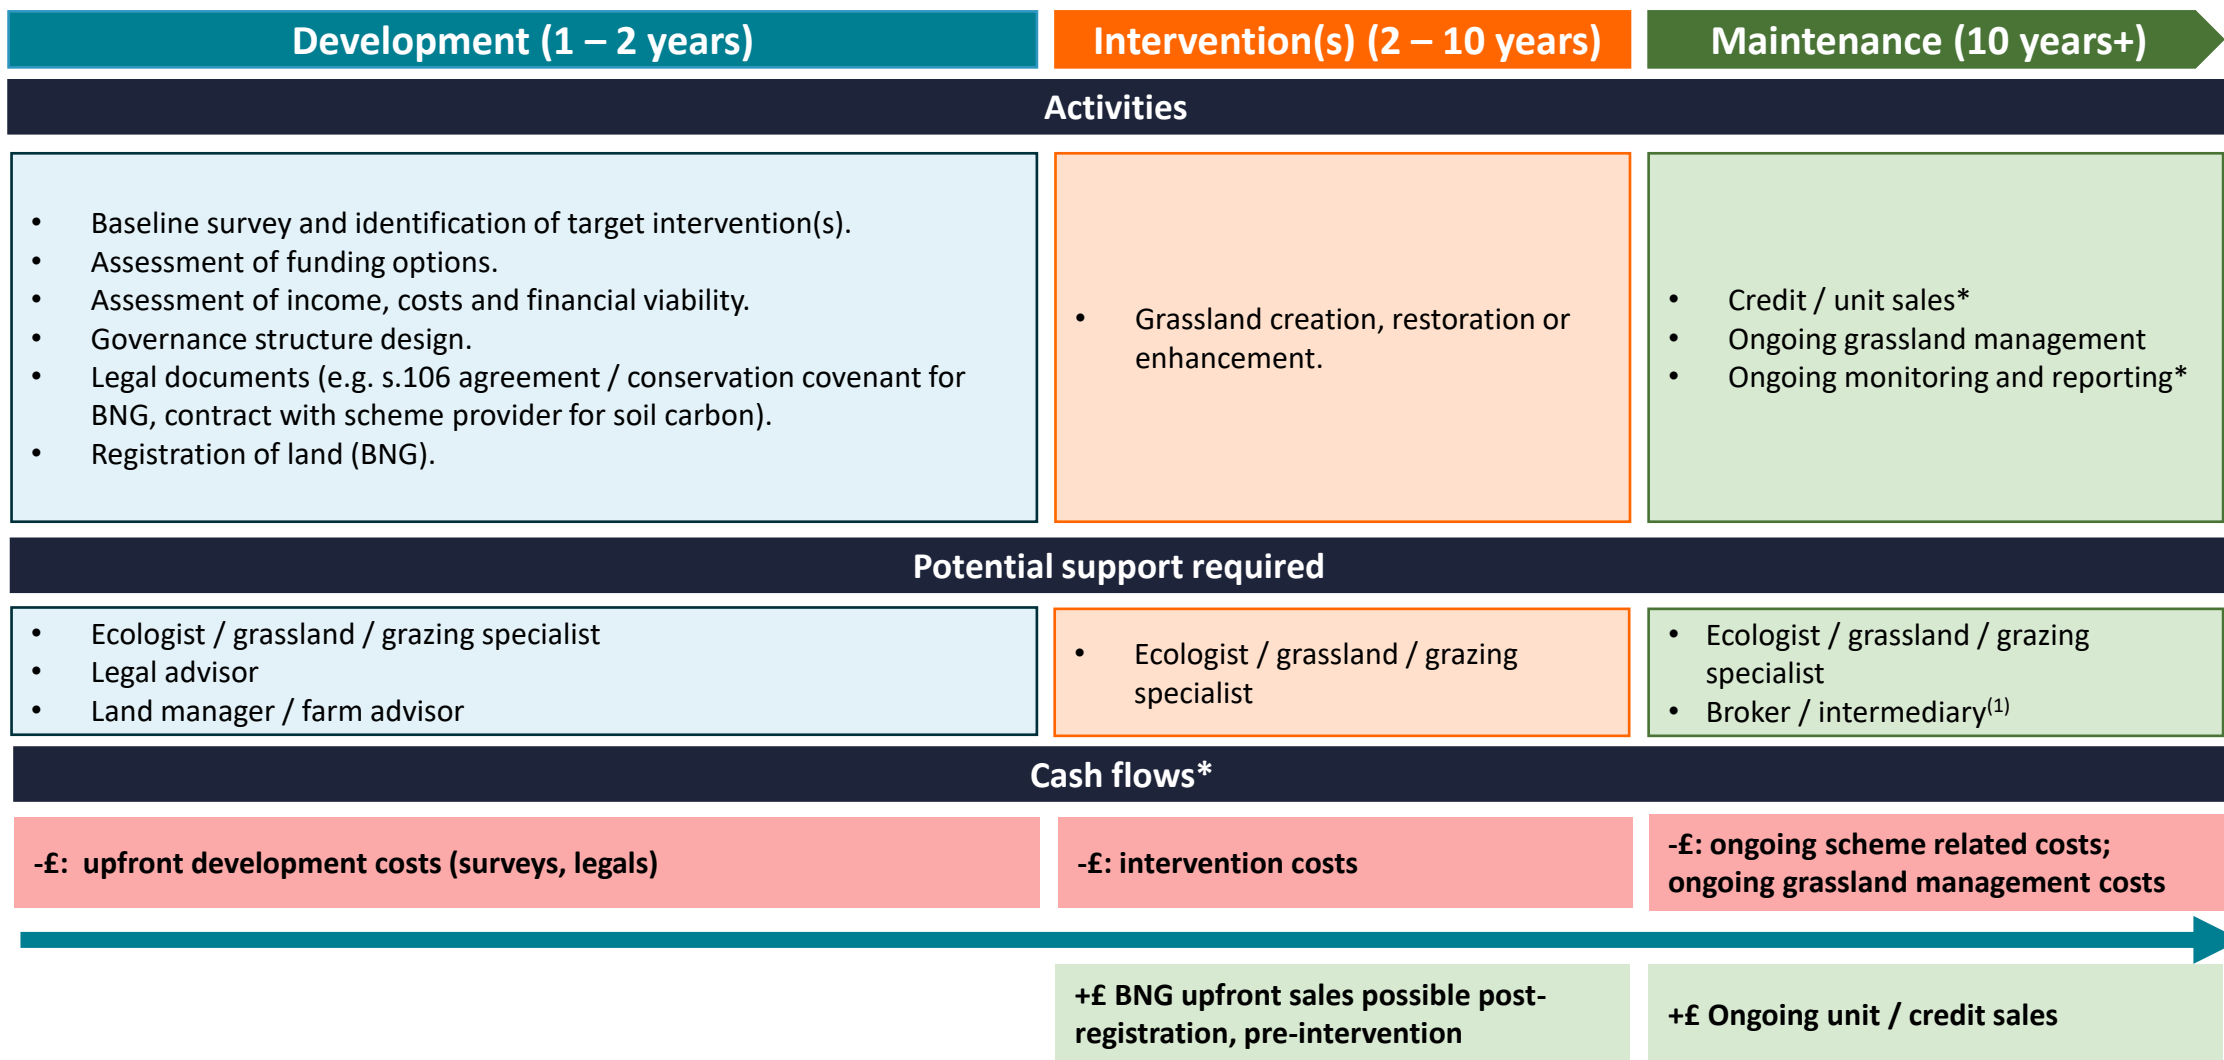 Development (1 – 2 years)
Intervention(s) (2 – 10 years)
Maintenance (10 years+)
Activities
• Baseline survey and identification of target intervention(s).
• Assessment of funding options.
• Assessment of income, costs and financial viability.
• Governance structure design.
• Legal documents (e.g. s.106 agreement / conservation covenant for
BNG, contract with scheme provider for soil carbon).
• Registration of land (BNG).
• Grassland creation, restoration or
enhancement.
• Credit / unit sales*
• Ongoing grassland management
• Ongoing monitoring and reporting*
Potential support required
• Ecologist / grassland / grazing specialist
• Legal advisor
• Land manager / farm advisor
• Ecologist / grassland / grazing
specialist
• Ecologist / grassland / grazing
specialist
• Broker / intermediary(1)
Cash flows*
-£: upfront development costs (surveys, legals)
-£: intervention costs
-£: ongoing scheme related costs;
ongoing grassland management costs
+£ BNG upfront sales possible post-
registration, pre-intervention
+£ Ongoing unit / credit sales